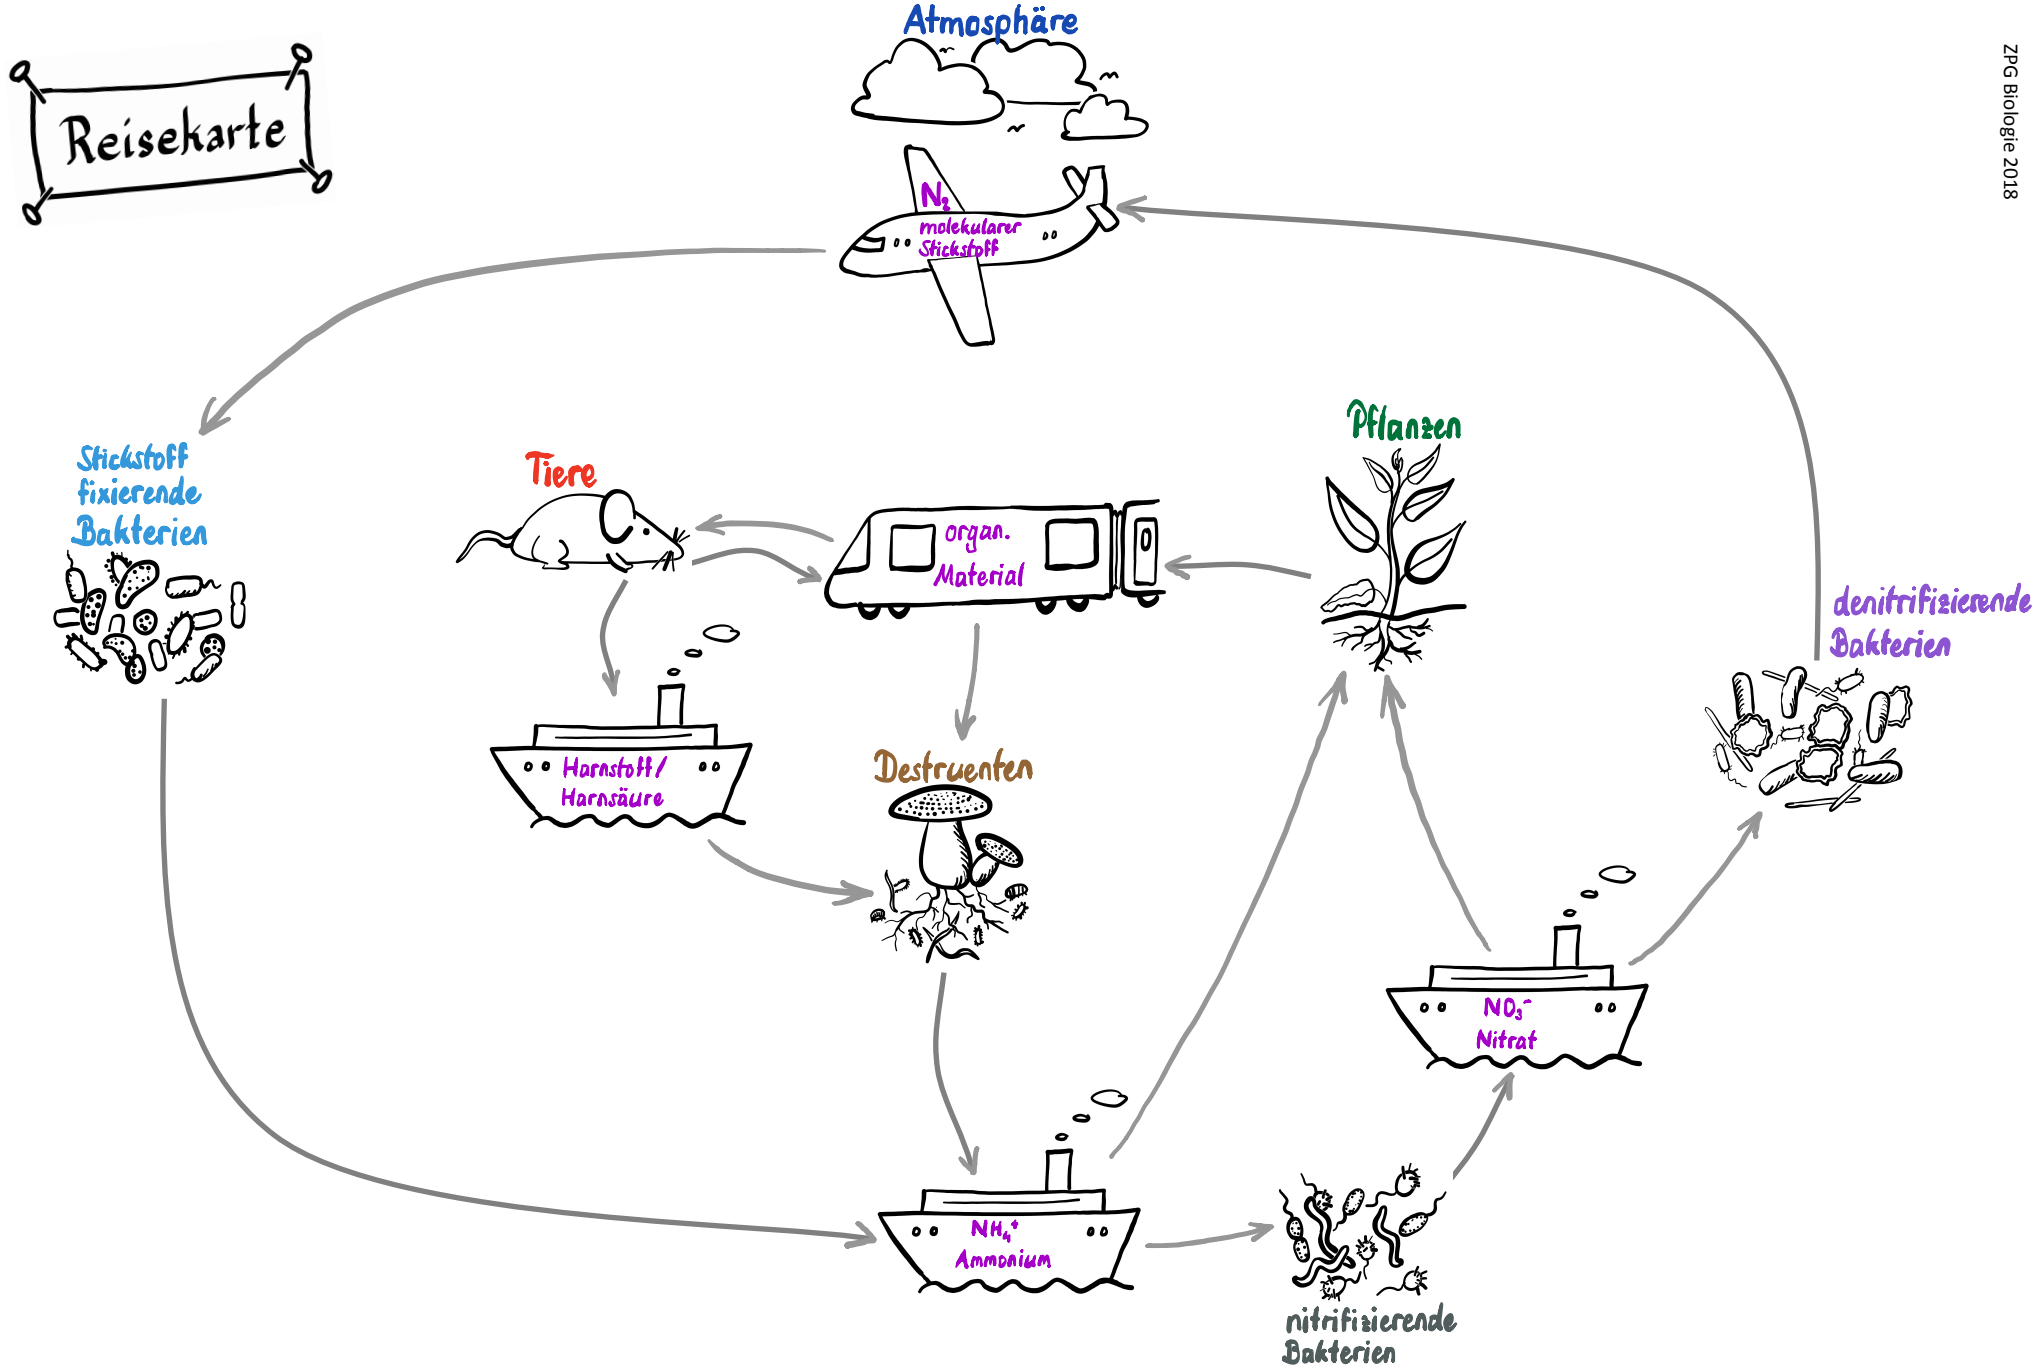 Atmosphäre
Reisekarte
ZPG Biologie 2018
N₂
molekularer
Stickstoff
Stickstoff
fixierende
Bakterien
Tiere
organ.
Material
Pflanzen
denitrifizierende
Bakterien
Harnstoff/
Harnsäure
Destruenten
NO₃⁻
Nitrat
NH₄⁺
Ammonium
nitrifizierende
Bakterien